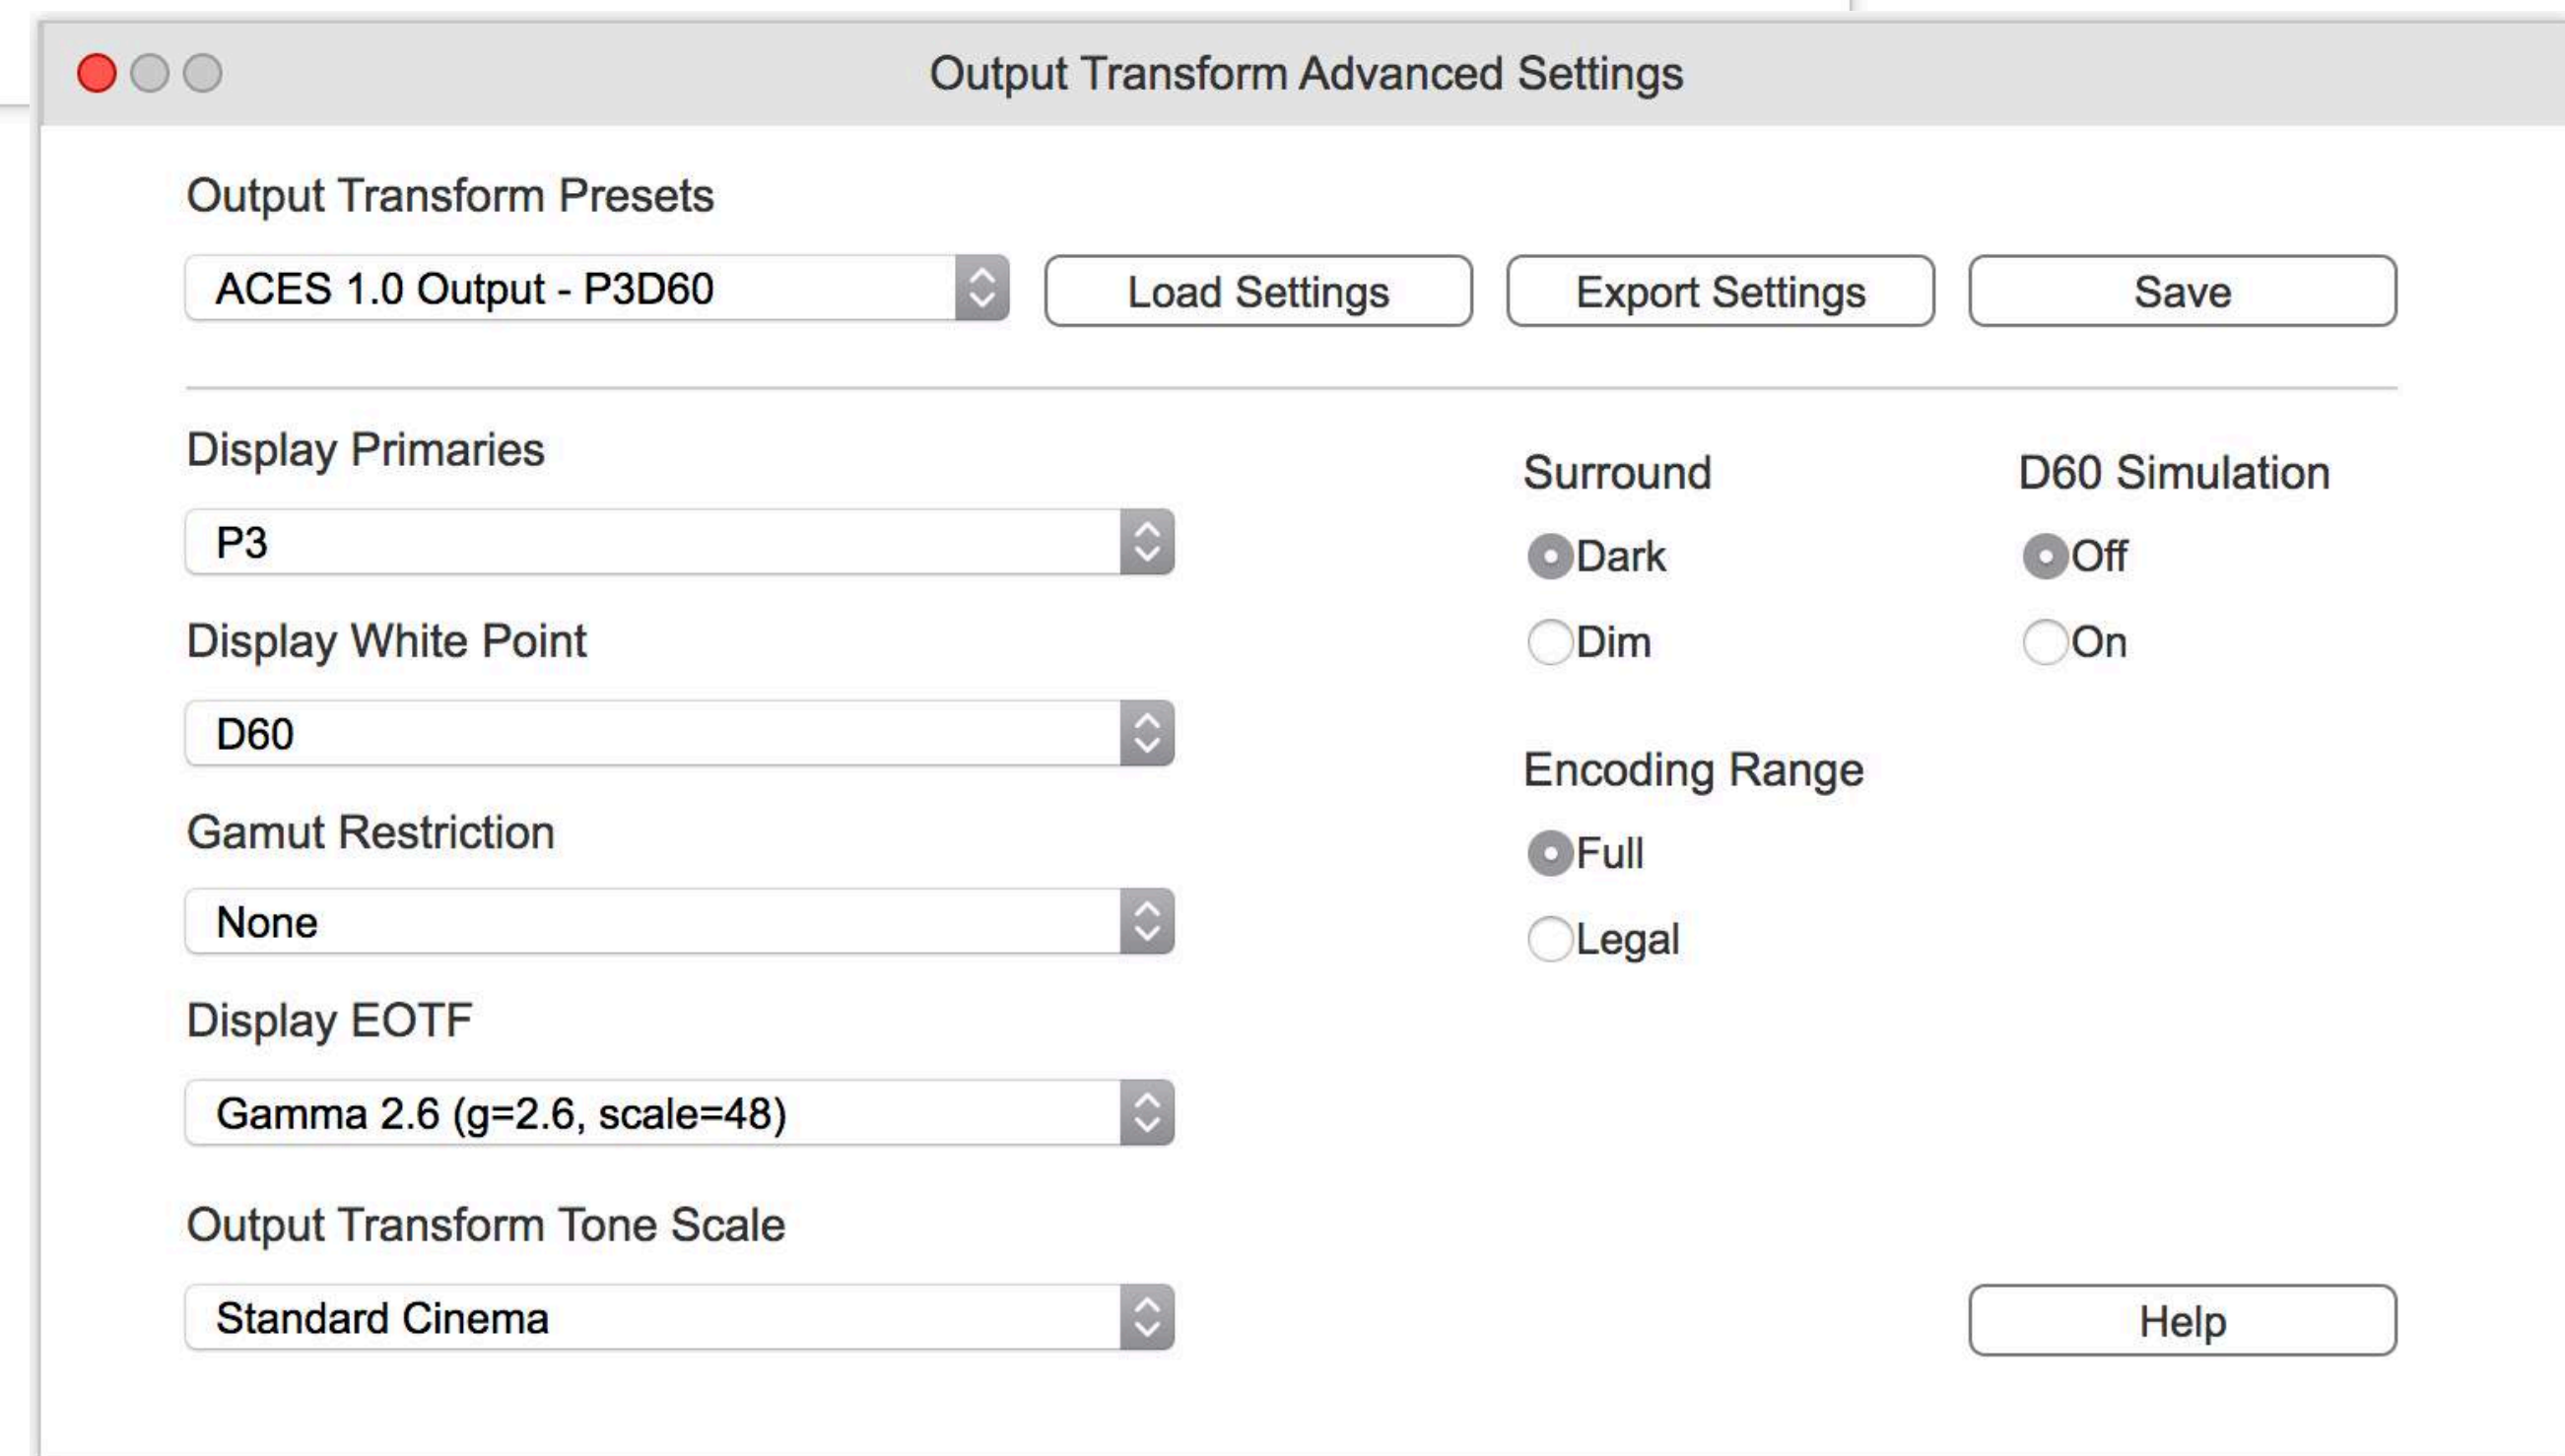 Output Transform Advanced Settings
Output Transform Presets
ACES 1.0 Output - P3D60
Load Settings
Export Settings
Save
Display Primaries
P3
Display White Point
D60
Gamut Restriction
None
Display EOTF
Gamma 2.6 (g=2.6, scale=48)
Output Transform Tone Scale
Standard Cinema
Surround
Dark
Dim
D60 Simulation
Off
On
Encoding Range
Full
Legal
Help